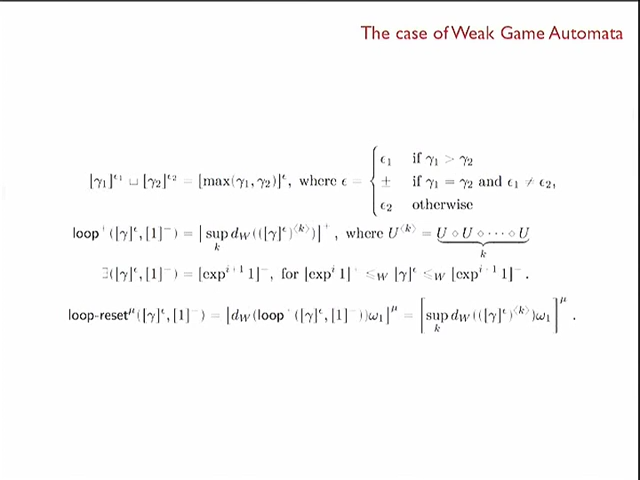 The case of Weak Game Automata
[γ₁]^{ϵ₁} ⊔ [γ₂]^{ϵ₂} = [max(γ₁, γ₂)]^ϵ, where ϵ = { ϵ₁ if γ₁ > γ₂
± if γ₁ = γ₂ and ϵ₁ ≠ ϵ₂,
ϵ₂ otherwise
loop⁺([γ]^ϵ, [1]⁻) = [sup_k d_W(([γ]^ϵ)^{⟨k⟩})]⁺, where U^{⟨k⟩} = U ⋄ U ⋄ ⋯ ⋄ U
k
∃([γ]^ϵ, [1]⁻) = [exp^{i+1} 1]⁻, for [exp^i 1]⁺ ≤_W [γ]^ϵ ≤_W [exp^{i+1} 1]⁻.
loop-reset^μ([γ]^ϵ, [1]⁻) = [d_W(loop⁺([γ]^ϵ, [1]⁻))ω₁]^μ = [sup_k d_W(([γ]^ϵ)^{⟨k⟩})ω₁]^μ.